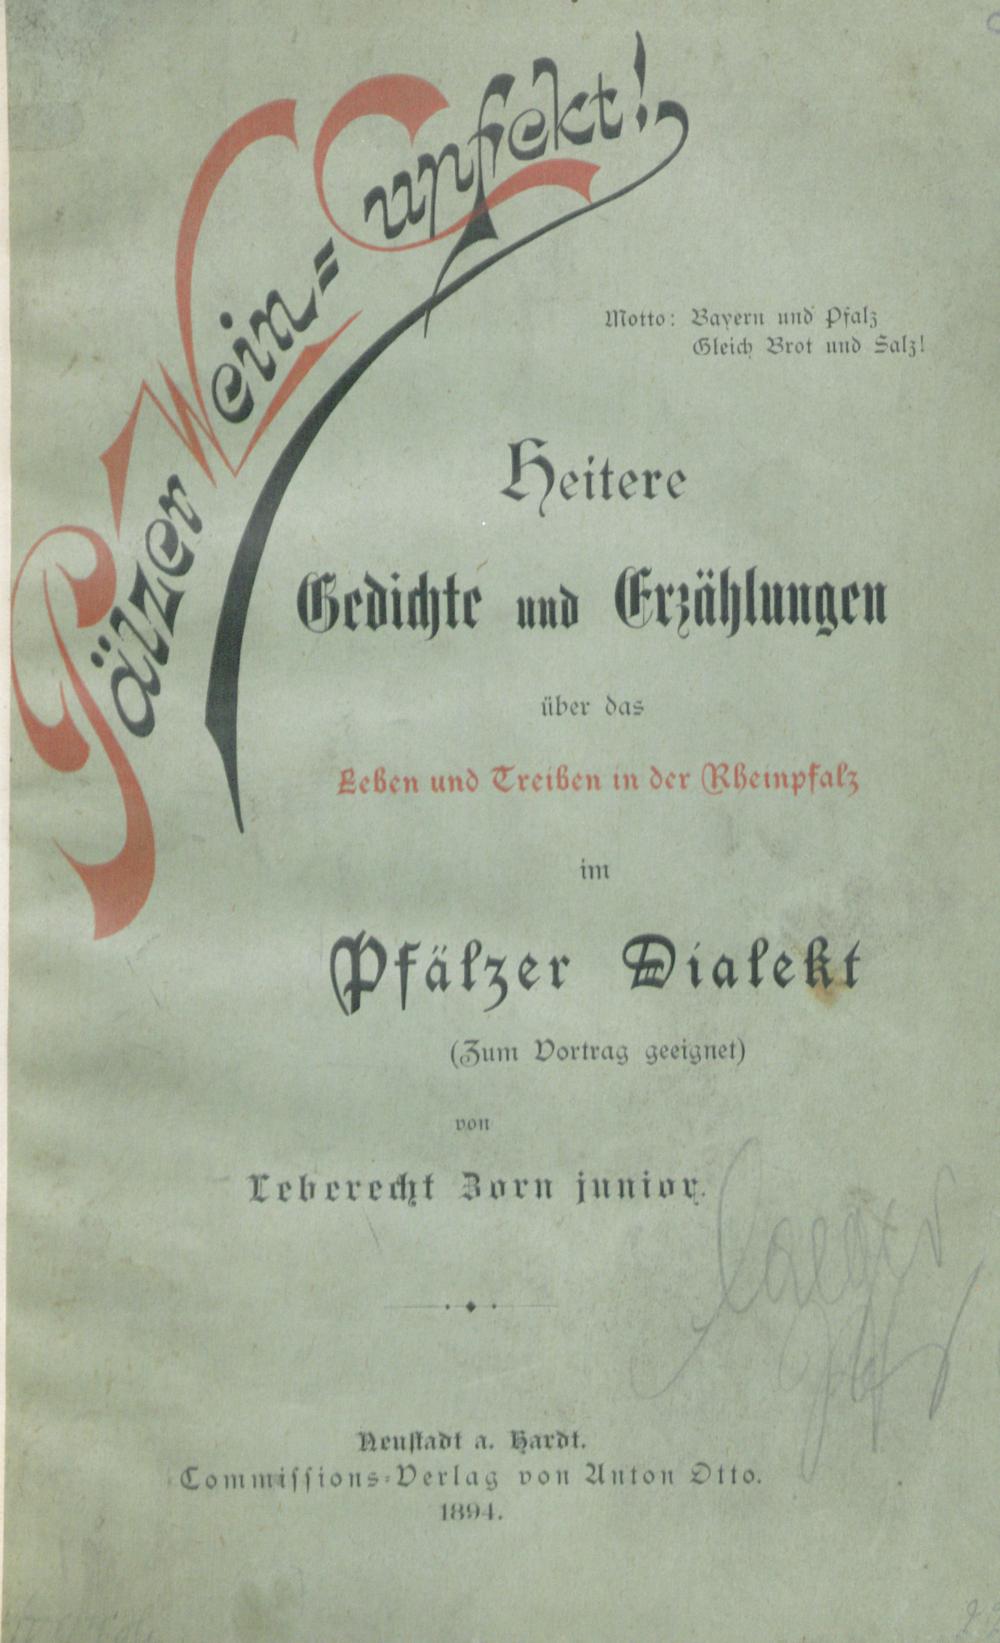 Pälzer Wein=Cunfekt!
Motto: Bayern und Pfalz
Gleich Brot und Salz!
Heitere
Gedichte und Erzählungen
über das
Leben und Treiben in der Rheinpfalz
im
Pfälzer Dialekt
(Zum Vortrag geeignet)
von
Leberecht Zorn junior.
Neustadt a. Hardt.
Commissions=Verlag von Anton Otto.
1894.